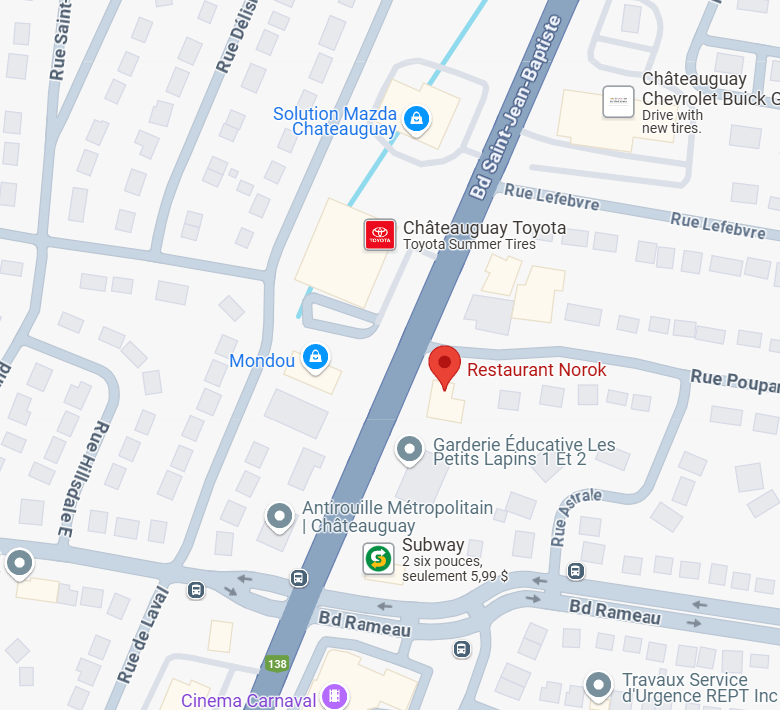 Rue Saint-
Rue Délis
Bd Saint-Jean-Baptiste
Châteauguay
Chevrolet Buick G
Drive with
new tires.
Solution Mazda
Chateauguay
Rue Lefebvre
Rue Lefebvre
Châteauguay Toyota
Toyota Summer Tires
TOYOTA
Mondou
Restaurant Norok
Rue Poupar
and
Rue Hillsdale E
Garderie Éducative Les
Petits Lapins 1 Et 2
Rue Astrale
Antirouille Métropolitain
| Châteauguay
Subway
2 six pouces,
seulement 5,99 $
Bd Rameau
Bd Rameau
Rue de Laval
138
Cinema Carnaval
Travaux Service
d'Urgence REPT Inc